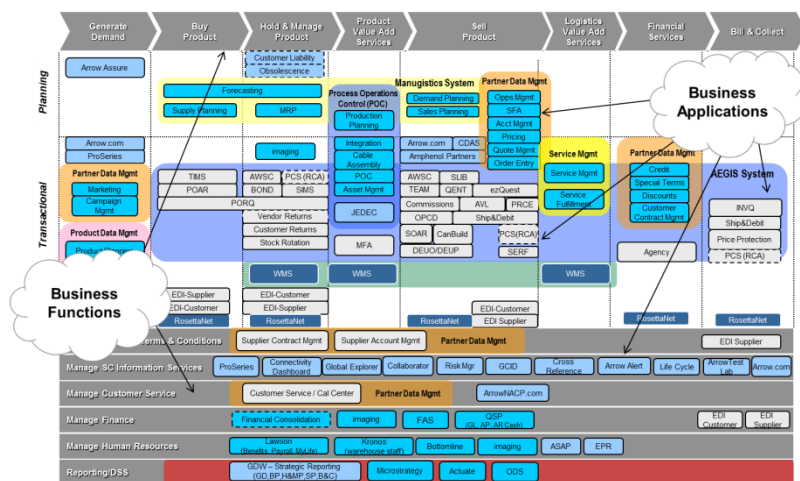 Generate
Demand
Buy
Product
Hold & Manage
Product
Product
Value Add
Services
Sell
Product
Logistics
Value Add
Services
Financial
Services
Bill & Collect
Planning
Arrow Assure
Customer Liability
Obsolescence
Forecasting
Supply Planning
MRP
Process Operations
Control (POC)
Production
Planning
Manugistics System
Demand Planning
Sales Planning
Partner Data Mgmt
Opps Mgmt
SFA
Acct Mgmt
Pricing
Quote Mgmt
Order Entry
Business
Applications
Transactional
Arrow.com
ProSeries
Partner Data Mgmt
Marketing
Campaign
Mgmt
Product Data Mgmt
imaging
TIMS
POAR
PORQ
AWSC
PCS (RCA)
BOND
SIMS
Vendor Returns
Customer Returns
Stock Rotation
Integration
Cable
Assembly
POC
Asset Mgmt
JEDEC
MFA
Arrow.com
CDAS
Amphenol Partners
AWSC
SLIB
TEAM
QENT
ezQuest
Commissions
AVL
PRCE
OPCD
Ship&Debit
SOAR
CanBuild
PCS(RCA)
DEUO/DEUP
SERF
Service Mgmt
Service Mgmt
Service
Fulfillment
Partner Data Mgmt
Credit
Special Terms
Discounts
Customer
Contract Mgmt
Agency
AEGIS System
INVQ
Ship&Debit
Price Protection
PCS (RCA)
WMS
WMS
WMS
Business
Functions
EDI-Supplier
EDI-Customer
RosettaNet
EDI-Customer
EDI-Supplier
RosettaNet
RosettaNet
EDI-Customer
EDI Supplier
RosettaNet
RosettaNet
& Conditions
Supplier Contract Mgmt
Supplier Account Mgmt
Partner Data Mgmt
EDI Supplier
Manage SC Information Services
ProSeries
Connectivity
Dashboard
Global Explorer
Collaborator
Risk Mgr
GCID
Cross
Reference
Arrow Alert
Life Cycle
ArrowTest
Lab
Arrow.com
Manage Customer Service
Customer Service / Cal Center
Partner Data Mgmt
ArrowNACP.com
Manage Finance
Financial Consolidation
imaging
FAS
QSP
(GL, AP, AR Cash)
EDI
Customer
EDI
Supplier
Manage Human Resources
Lawson
(Benefits, Payroll, MyLife)
Kronos
(warehouse staff)
Bottomline
imaging
ASAP
EPR
Reporting/DSS
GDW – Strategic Reporting
(GD,BP,H&MP,SP,B&C)
Microstrategy
Actuate
ODS